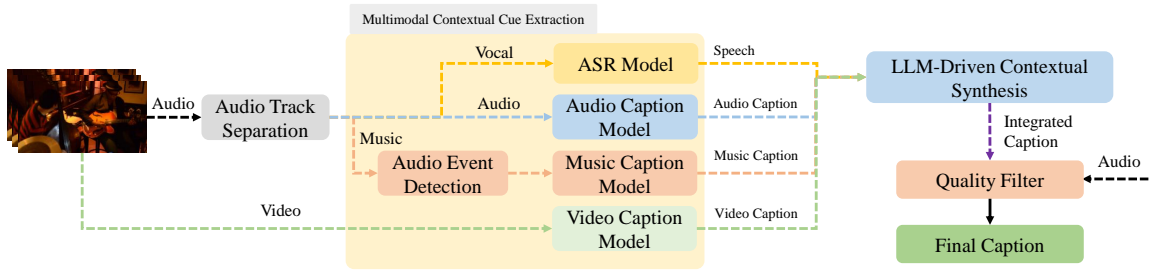 Multimodal Contextual Cue Extraction
Vocal
ASR Model
Speech
LLM-Driven Contextual
Synthesis
Audio
Audio Track
Separation
Audio
Audio Caption
Model
Audio Caption
Integrated
Caption
Music
Audio Event
Detection
Music Caption
Model
Music Caption
Audio
Quality Filter
Video
Video Caption
Model
Video Caption
Final Caption